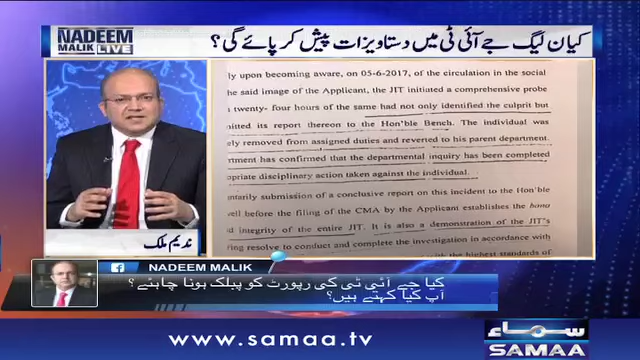 NADEEM
MALIK LIVE
کیا ن لیگ جے آئی ٹی میں دستاویزات پیش کر پائے گی؟
ly upon becoming aware, on 05-6-2017, of the circulation in the social
the said image of the Applicant, the JIT initiated a comprehensive probe
twenty- four hours of the same had not only identified the culprit but
mitted its report thereon to the Hon'ble Bench. The individual was
ely removed from assigned duties and reverted to his parent department.
rtment has confirmed that the departmental inquiry has been completed
opriate disciplinary action taken against the individual.
ntarily submission of a conclusive report on this incident to the Hon'ble
well before the filing of the CMA by the Applicant establishes the bona
d integrity of the entire JIT. It is also a demonstration of the JIT's
ering resolve to conduct and complete the investigation in accordance with
the highest standards of
ندیم ملک
NADEEM MALIK
کیا جے آئی ٹی کی رپورٹ کو پبلک ہونا چاہئے؟
آپ کیا کہتے ہیں؟
www.samaa.tv
سماء
SAMAA